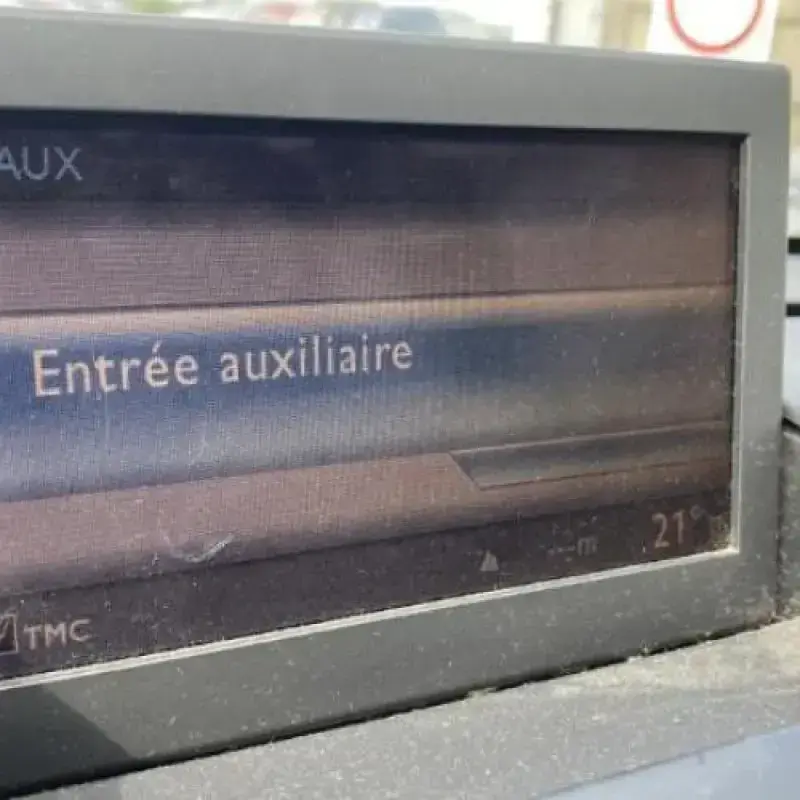 AUX
Entrée auxiliaire
---m
21°
TMC